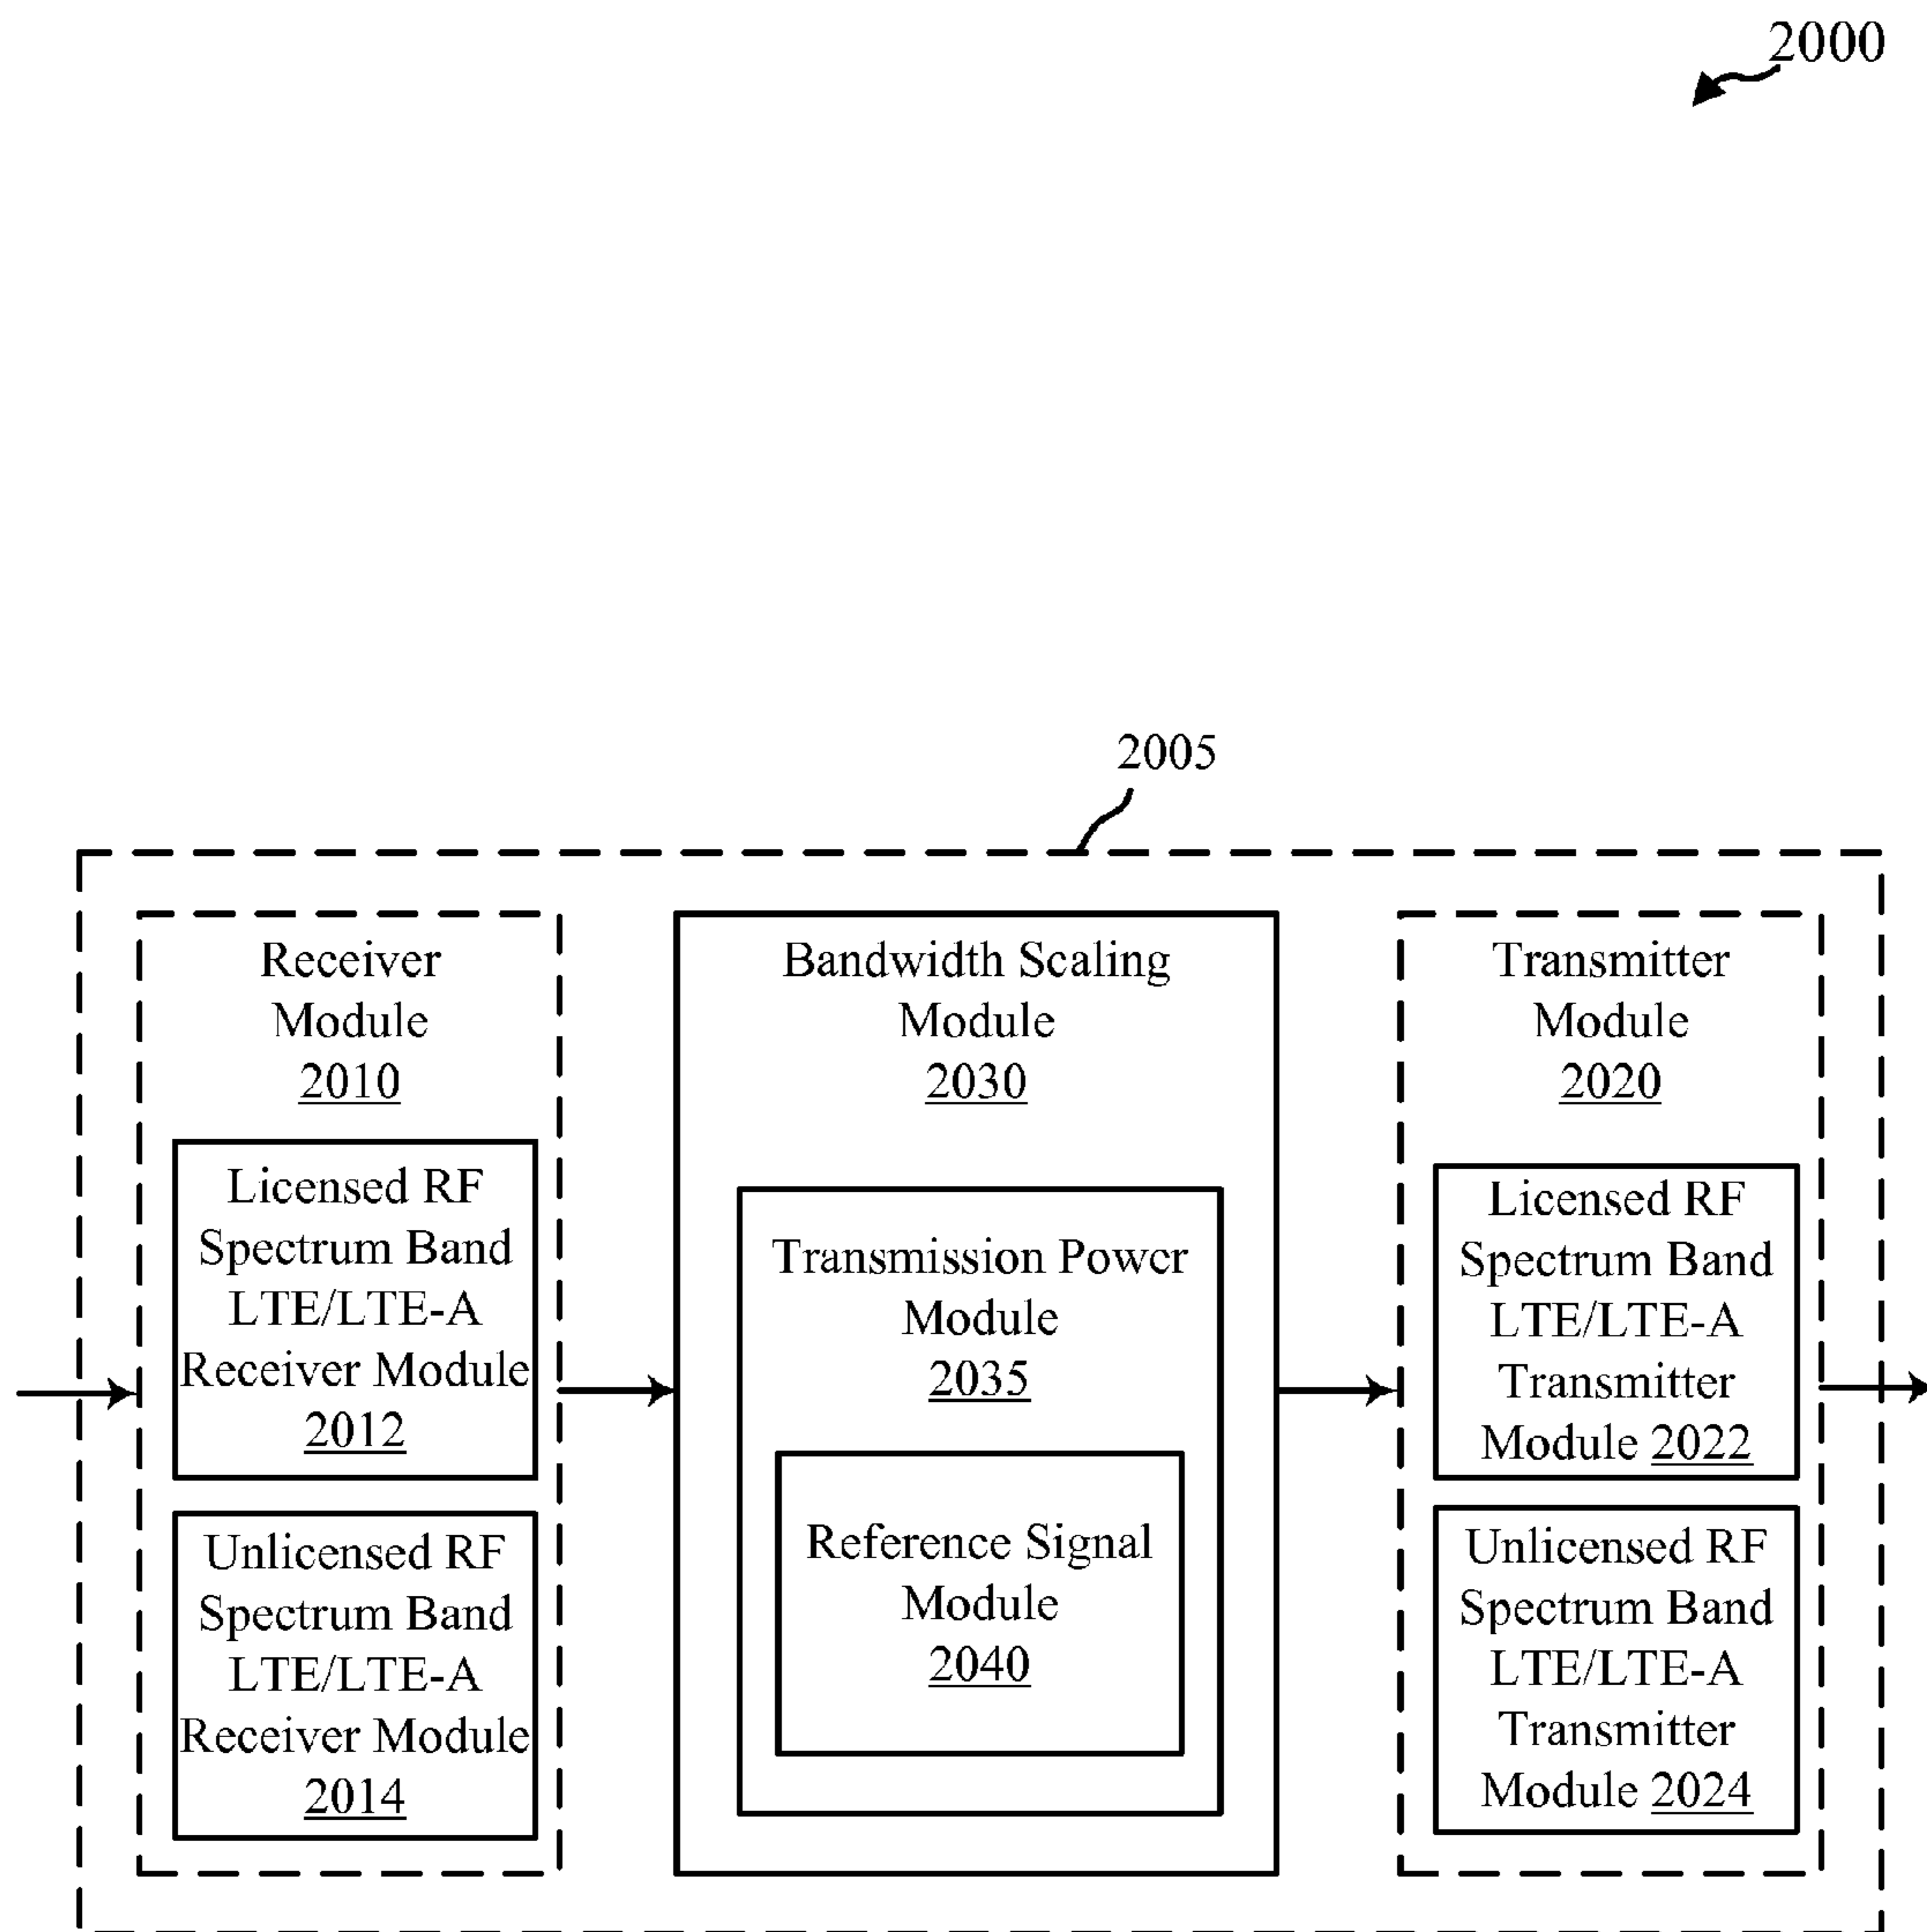 2000
2005
Receiver
Module
2010
Licensed RF
Spectrum Band
LTE/LTE-A
Receiver Module
2012
Unlicensed RF
Spectrum Band
LTE/LTE-A
Receiver Module
2014
Bandwidth Scaling
Module
2030
Transmission Power
Module
2035
Reference Signal
Module
2040
Transmitter
Module
2020
Licensed RF
Spectrum Band
LTE/LTE-A
Transmitter
Module 2022
Unlicensed RF
Spectrum Band
LTE/LTE-A
Transmitter
Module 2024